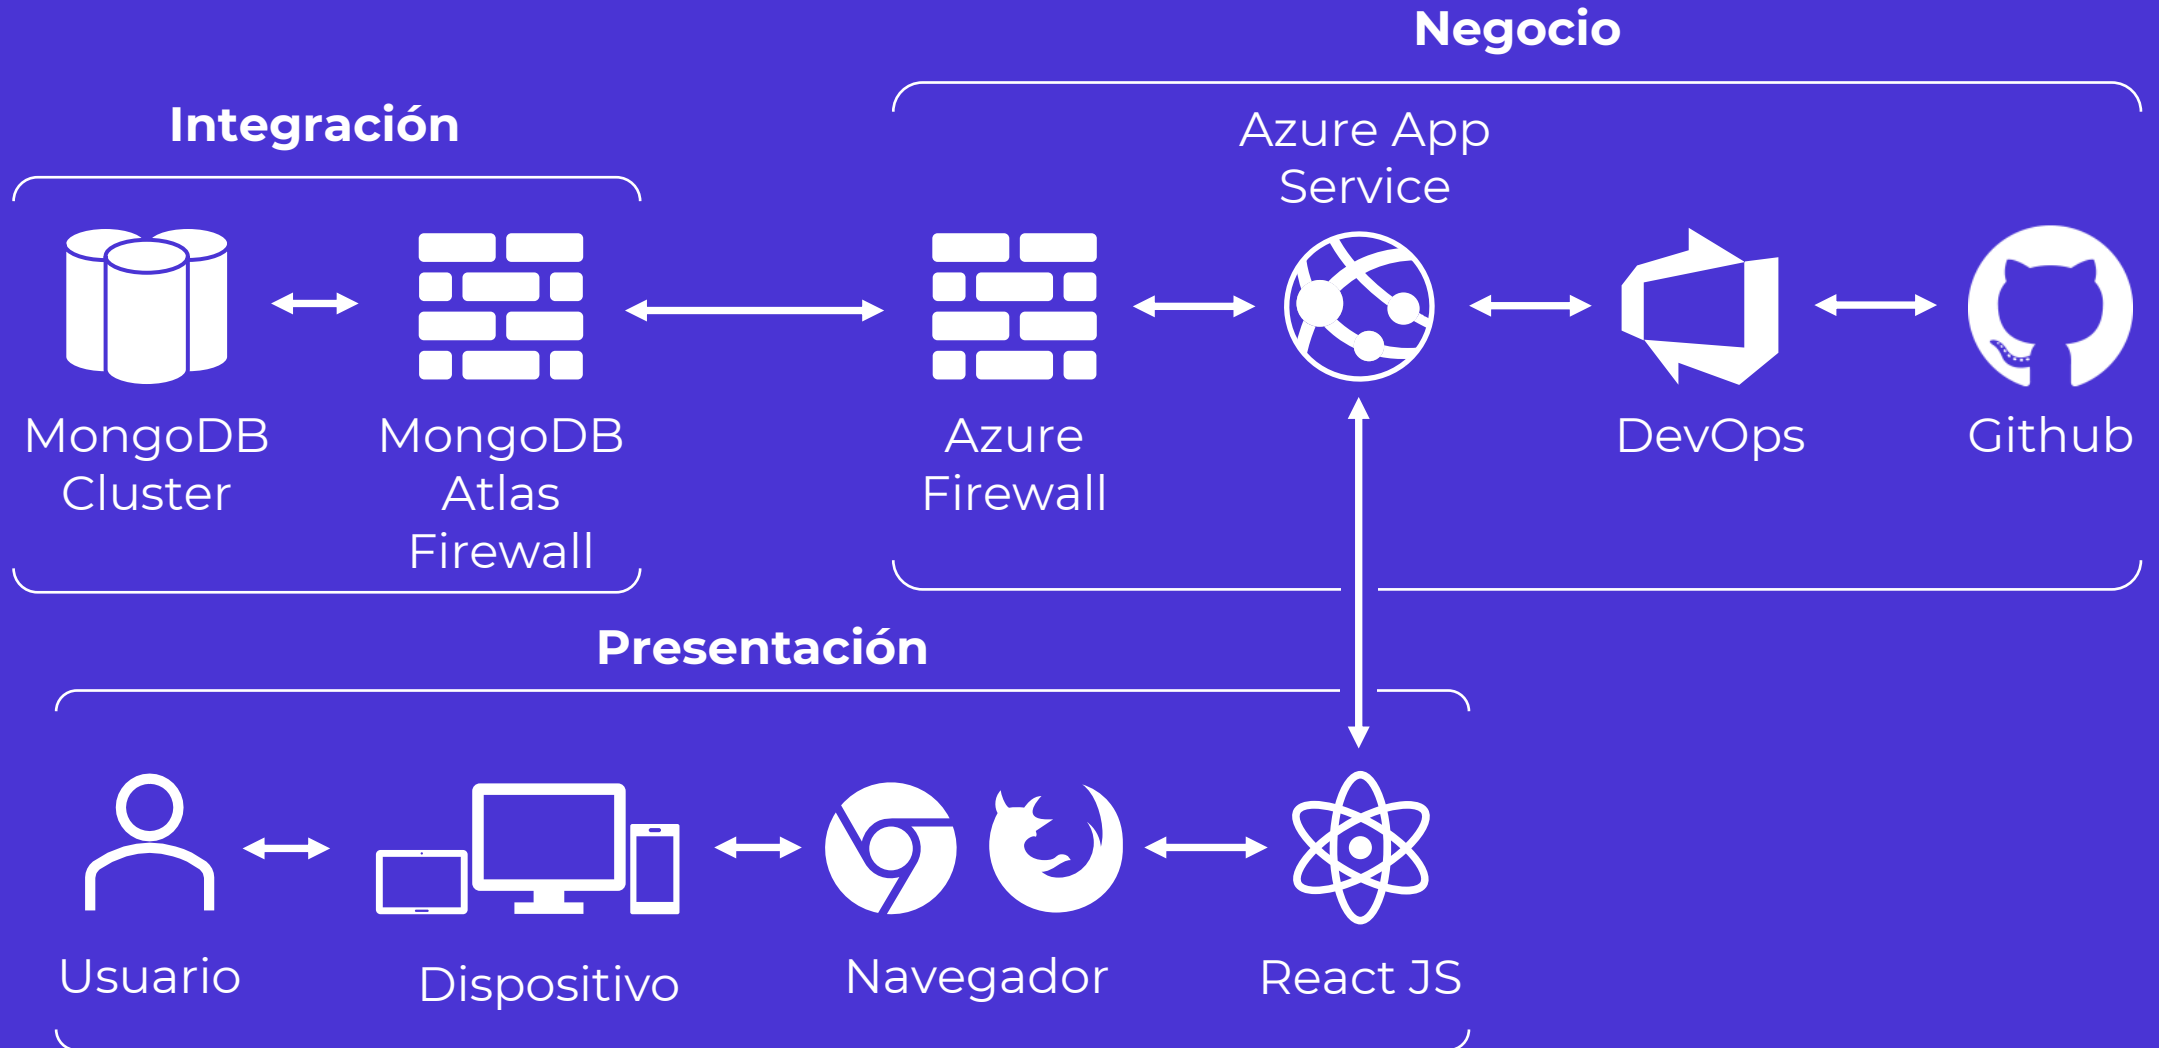 Negocio
Integración
Azure App
Service
MongoDB
Cluster
MongoDB
Atlas
Firewall
Azure
Firewall
DevOps
Github
Presentación
Usuario
Dispositivo
Navegador
React JS